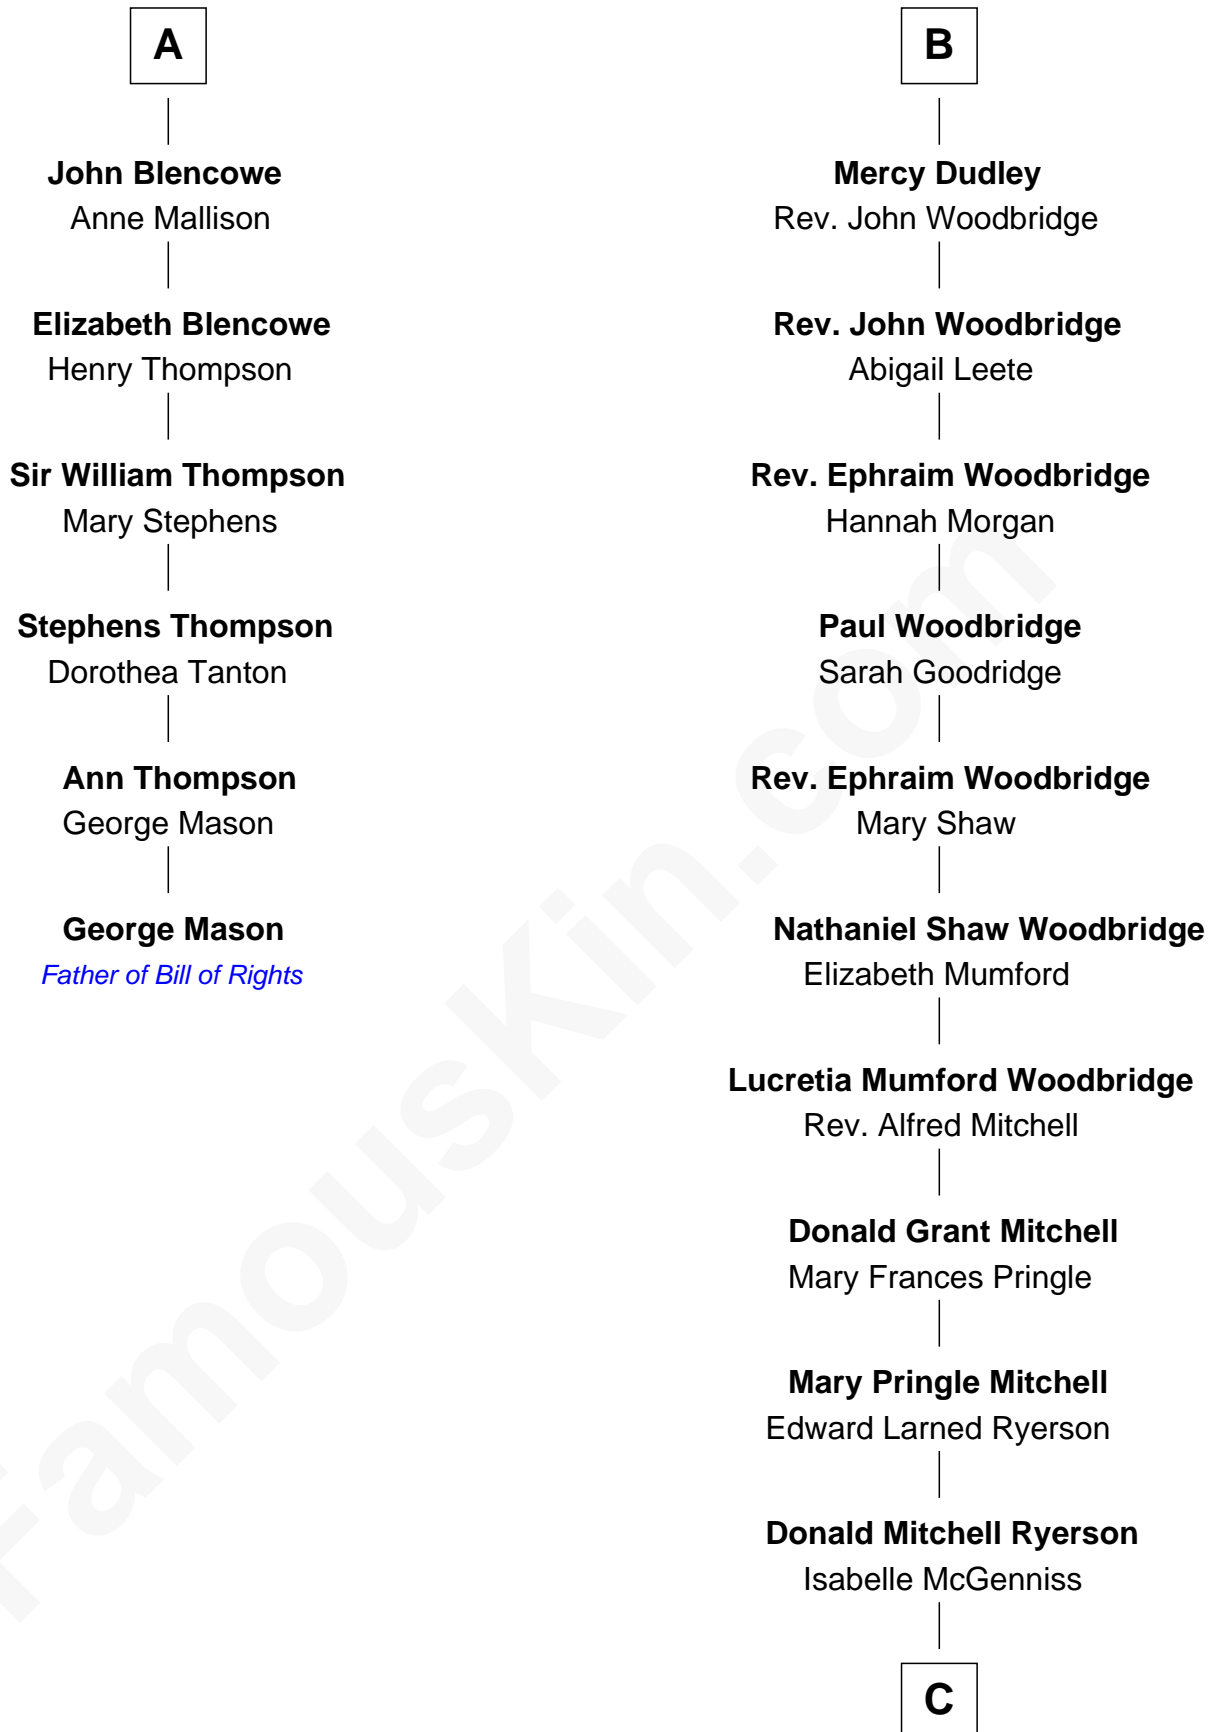 A
John Blencowe
Anne Mallison
Elizabeth Blencowe
Henry Thompson
Sir William Thompson
Mary Stephens
Stephens Thompson
Dorothea Tanton
Ann Thompson
George Mason
George Mason
Father of Bill of Rights
B
Mercy Dudley
Rev. John Woodbridge
Rev. John Woodbridge
Abigail Leete
Rev. Ephraim Woodbridge
Hannah Morgan
Paul Woodbridge
Sarah Goodridge
Rev. Ephraim Woodbridge
Mary Shaw
Nathaniel Shaw Woodbridge
Elizabeth Mumford
Lucretia Mumford Woodbridge
Rev. Alfred Mitchell
Donald Grant Mitchell
Mary Frances Pringle
Mary Pringle Mitchell
Edward Larned Ryerson
Donald Mitchell Ryerson
Isabelle McGenniss
C
FamousKin.com